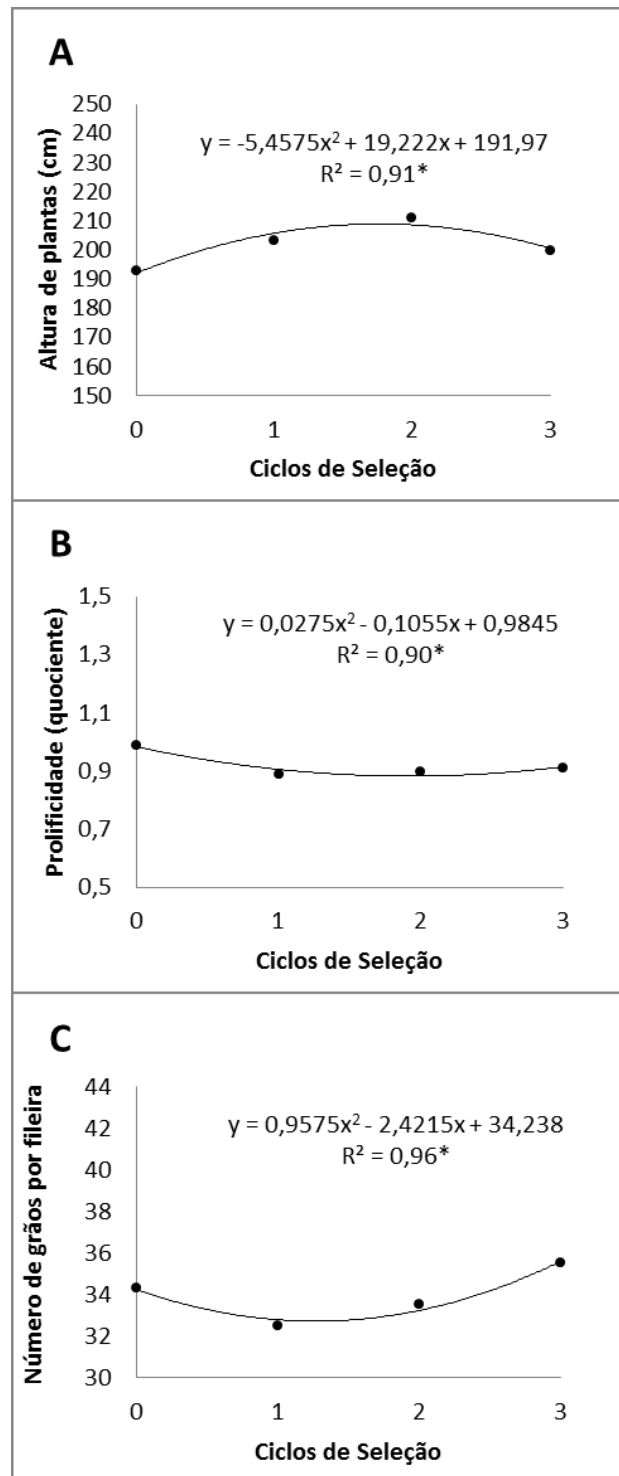 A
Altura de plantas (cm)
250
240
230
220
210
200
190
180
170
160
150
y = -5,4575x² + 19,222x + 191,97
R² = 0,91*
0 1 2 3
Ciclos de Seleção
B
Prolificidade (quociente)
1,5
1,3
1,1
0,9
0,7
0,5
y = 0,0275x² - 0,1055x + 0,9845
R² = 0,90*
0 1 2 3
Ciclos de Seleção
C
Número de grãos por fileira
44
42
40
38
36
34
32
30
y = 0,9575x² - 2,4215x + 34,238
R² = 0,96*
0 1 2 3
Ciclos de Seleção